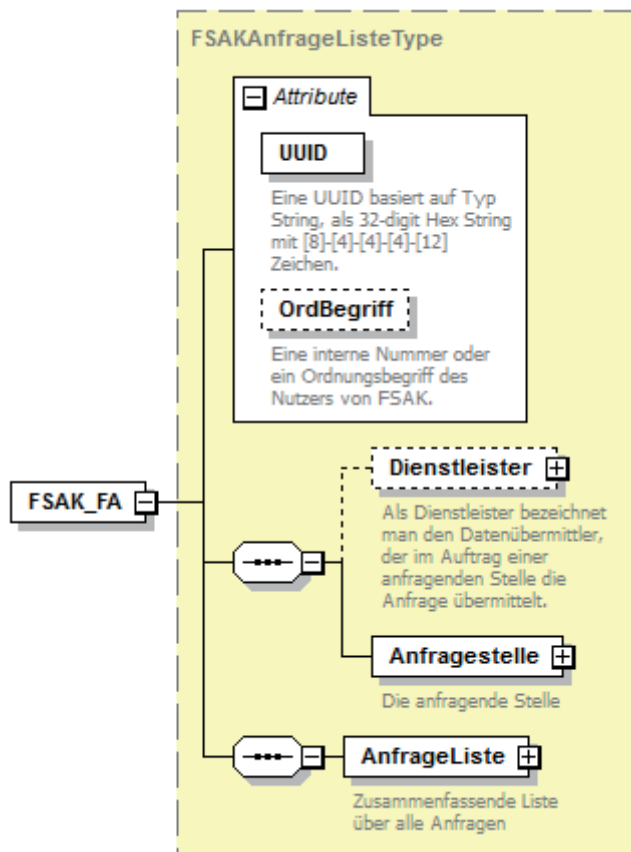 FSAKAnfrageListeType
Attribute
UUID
Eine UUID basiert auf Typ
String, als 32-digit Hex String
mit [8]-[4]-[4]-[4]-[12]
Zeichen.
OrdBegriff
Eine interne Nummer oder
ein Ordnungsbegriff des
Nutzers von FSAK.
FSAK_FA
Dienstleister
Als Dienstleister bezeichnet
man den Datenübermittler,
der im Auftrag einer
anfragenden Stelle die
Anfrage übermittelt.
Anfragestelle
Die anfragende Stelle
AnfrageListe
Zusammenfassende Liste
über alle Anfragen